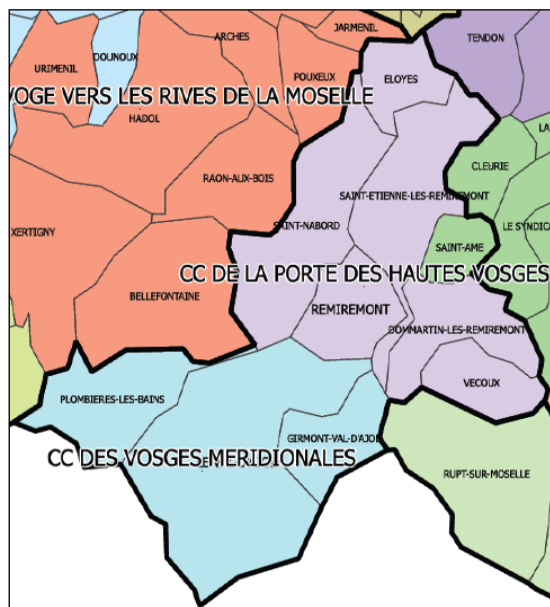 JARMENIL
ARCHES
TENDON
DOUNOUX
URIMENIL
POUXEUX
ELOYES
VOGE VERS LES RIVES DE LA MOSELLE
HADOL
LA
CLEURIE
RAON-AUX-BOIS
SAINT-ETIENNE-LES-REMIREMONT
SAINT-NABORD
LE SYNDICA
XERTIGNY
SAINT-AME
CC DE LA PORTE DES HAUTES VOSGES
BELLEFONTAINE
REMIREMONT
DOMMARTIN-LES-REMIREMONT
VECOUX
PLOMBIERES-LES-BAINS
GIRMONT-VAL-D'AJOL
CC DES VOSGES MERIDIONALES
RUPT-SUR-MOSELLE